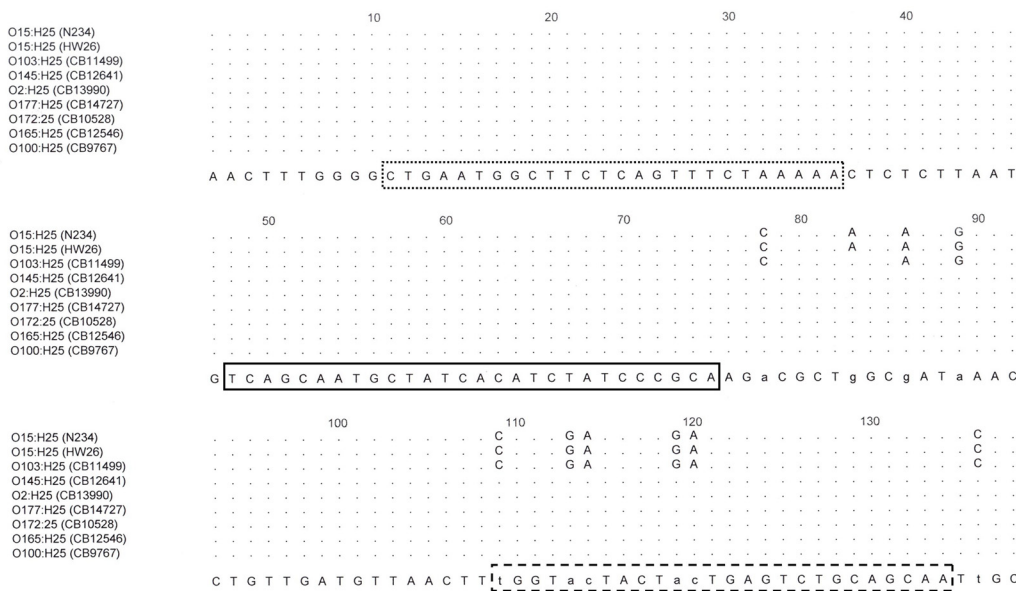 10 20 30 40
O15:H25 (N234)
O15:H25 (HW26)
O103:H25 (CB11499)
O145:H25 (CB12641)
O2:H25 (CB13990)
O177:H25 (CB14727)
O172:25 (CB10528)
O165:H25 (CB12546)
O100:H25 (CB9767)
A A C T T T G G G G C T G A A T G G C T T C T C A G T T T C T A A A A A C T C T C T T A A T
50 60 70 80 90
O15:H25 (N234) C A A G
O15:H25 (HW26) C A A G
O103:H25 (CB11499) C A G
O145:H25 (CB12641)
O2:H25 (CB13990)
O177:H25 (CB14727)
O172:25 (CB10528)
O165:H25 (CB12546)
O100:H25 (CB9767)
G T C A G C A A T G C T A T C A C A T C T A T C C C G C A A G a C G C T g G C g A T a A A C
100 110 120 130
O15:H25 (N234) C G A G A C
O15:H25 (HW26) C G A G A C
O103:H25 (CB11499) C G A G A C
O145:H25 (CB12641)
O2:H25 (CB13990)
O177:H25 (CB14727)
O172:25 (CB10528)
O165:H25 (CB12546)
O100:H25 (CB9767)
C T G T T G A T G T T A A C T T t G G T a c T A C T a c T G A G T C T G C A G C A A T t G C